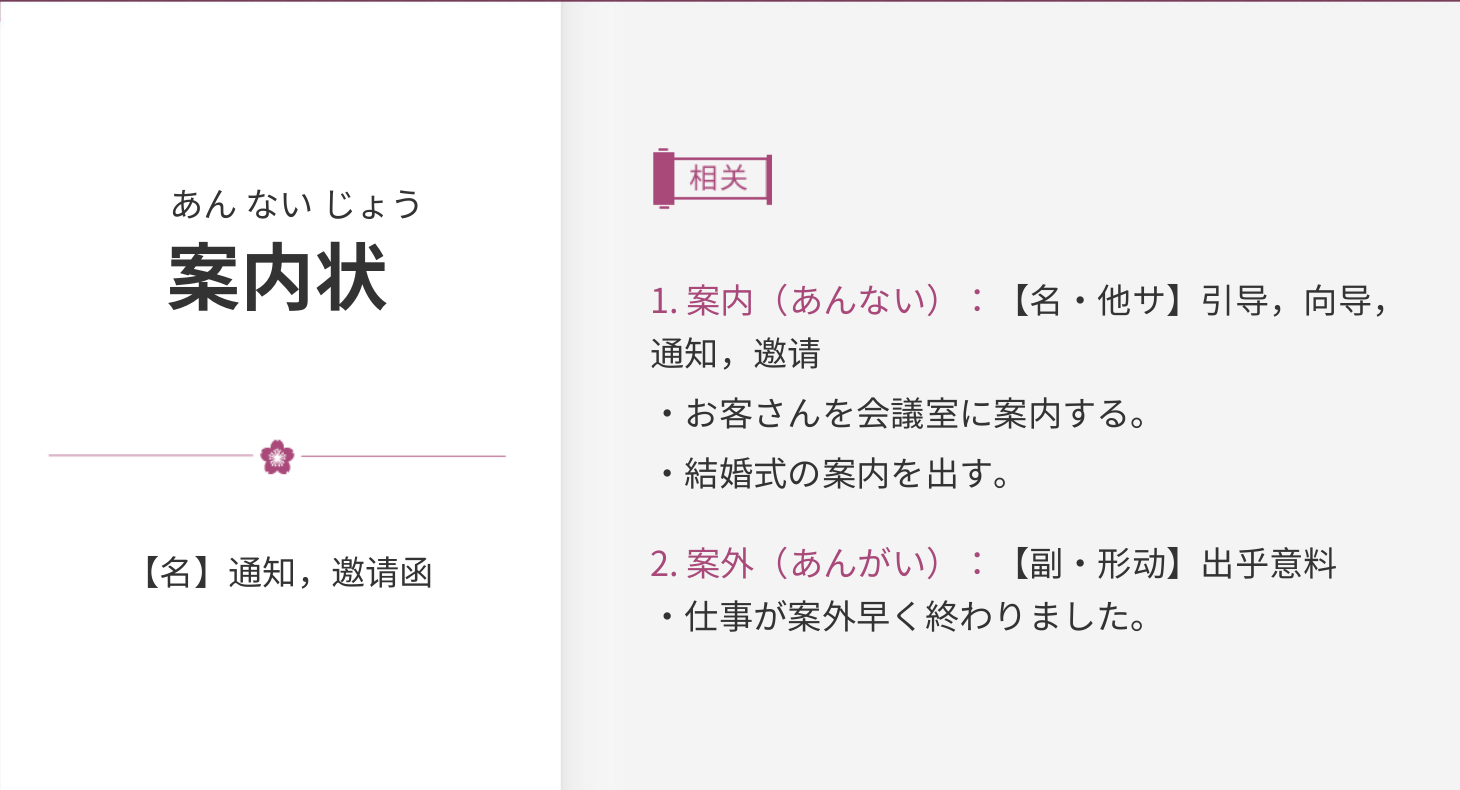 あん ない じょう
案内状
【名】通知，邀请函
相关
1. 案内（あんない）：【名・他サ】引导，向导，
通知，邀请
・お客さんを会議室に案内する。
・結婚式の案内を出す。
2. 案外（あんがい）：【副・形动】出乎意料
・仕事が案外早く終わりました。